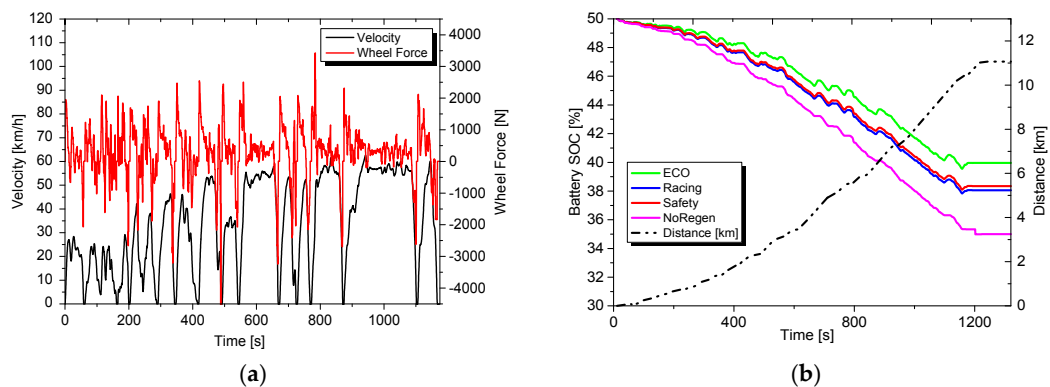 120
110
100
90
80
70
60
50
40
30
20
10
0
Velocity [km/h]
Velocity
Wheel Force
4000
3000
2000
1000
0
-1000
-2000
-3000
-4000
Wheel Force [N]
0 200 400 600 800 1000
Time [s]
(a)
50
48
46
44
42
40
38
36
34
32
30
Battery SOC [%]
ECO
Racing
Safety
NoRegen
Distance [km]
12
10
8
6
4
2
0
Distance [km]
0 400 800 1200
Time [s]
(b)